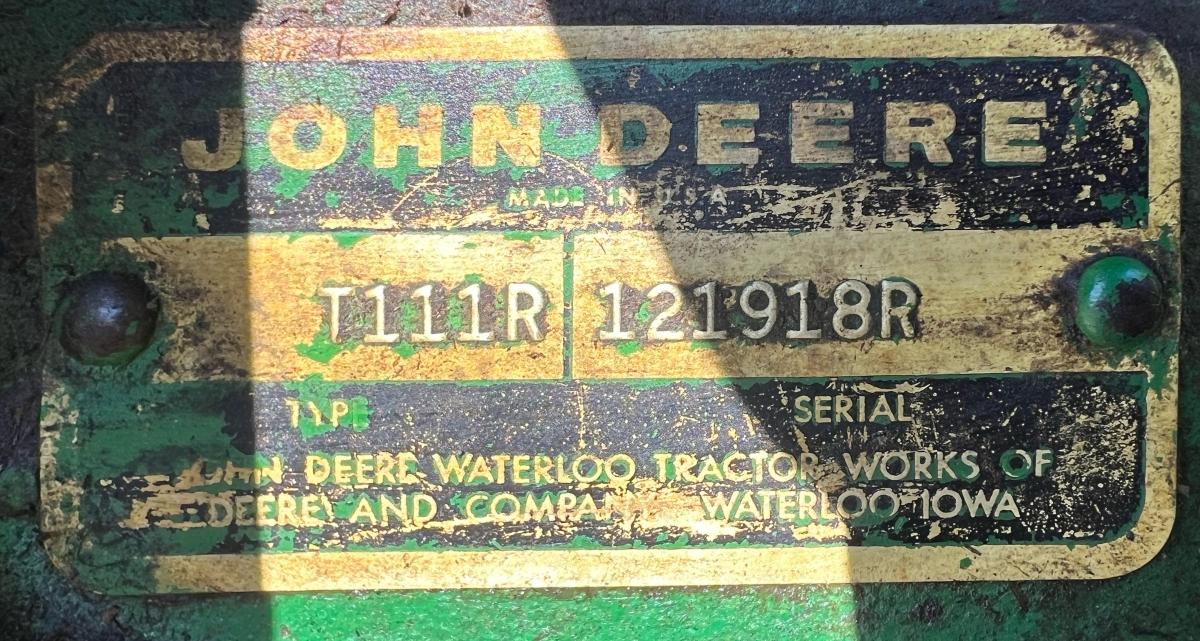 JOHN DEERE
MADE IN U.S.A
T111R 121918R
TYPE SERIAL
JOHN DEERE WATERLOO TRACTOR WORKS OF
DEERE AND COMPANY WATERLOO IOWA